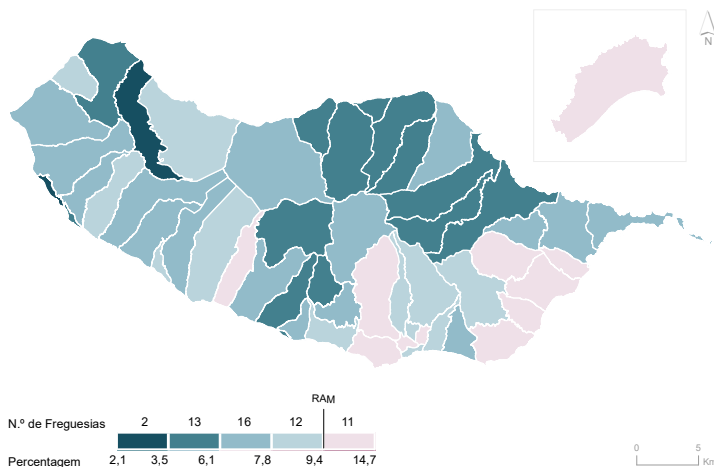 N
RAM
N.º de Freguesias 2 13 16 12 11
Percentagem 2,1 3,5 6,1 7,8 9,4 14,7
0 5
Km